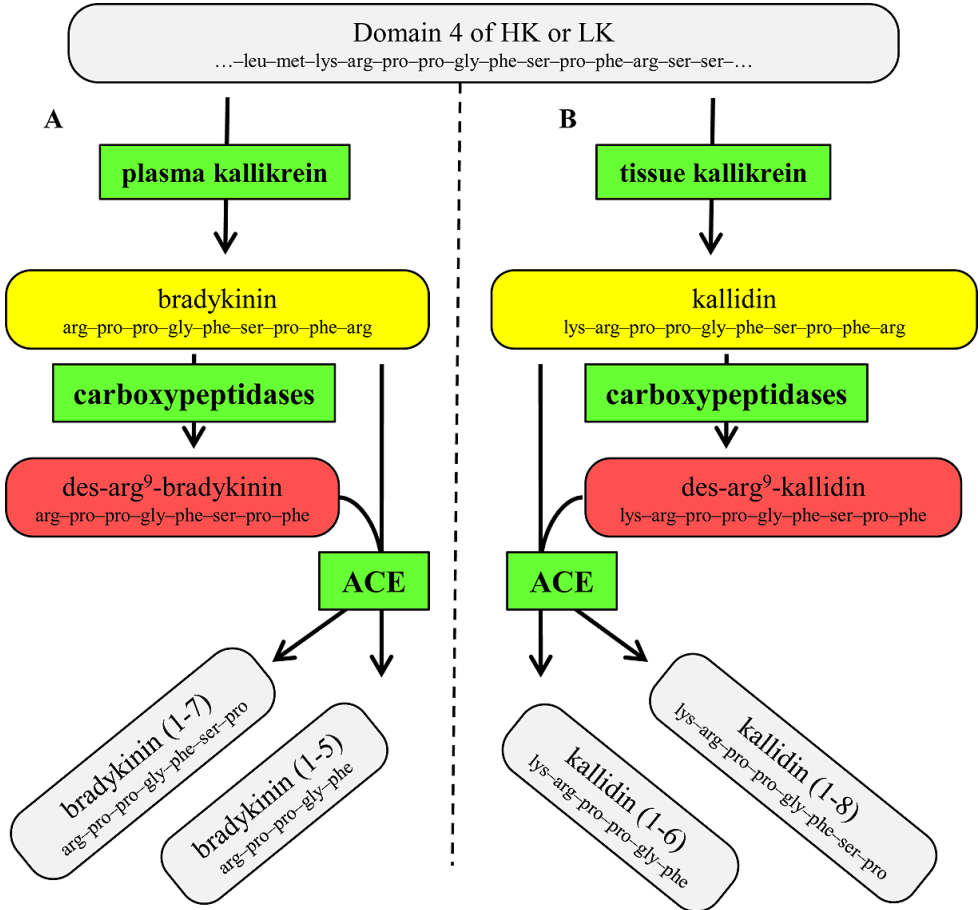 Domain 4 of HK or LK
…–leu–met–lys–arg–pro–pro–gly–phe–ser–pro–phe–arg–ser–ser–…
A
plasma kallikrein
bradykinin
arg–pro–pro–gly–phe–ser–pro–phe–arg
carboxypeptidases
des-arg⁹-bradykinin
arg–pro–pro–gly–phe–ser–pro–phe
ACE
bradykinin (1-7)
arg–pro–pro–gly–phe–ser–pro
bradykinin (1-5)
arg–pro–pro–gly–phe
B
tissue kallikrein
kallidin
lys–arg–pro–pro–gly–phe–ser–pro–phe–arg
carboxypeptidases
des-arg⁹-kallidin
lys–arg–pro–pro–gly–phe–ser–pro–phe
ACE
kallidin (1-6)
lys–arg–pro–pro–gly–phe
kallidin (1-8)
lys–arg–pro–pro–gly–phe–ser–pro